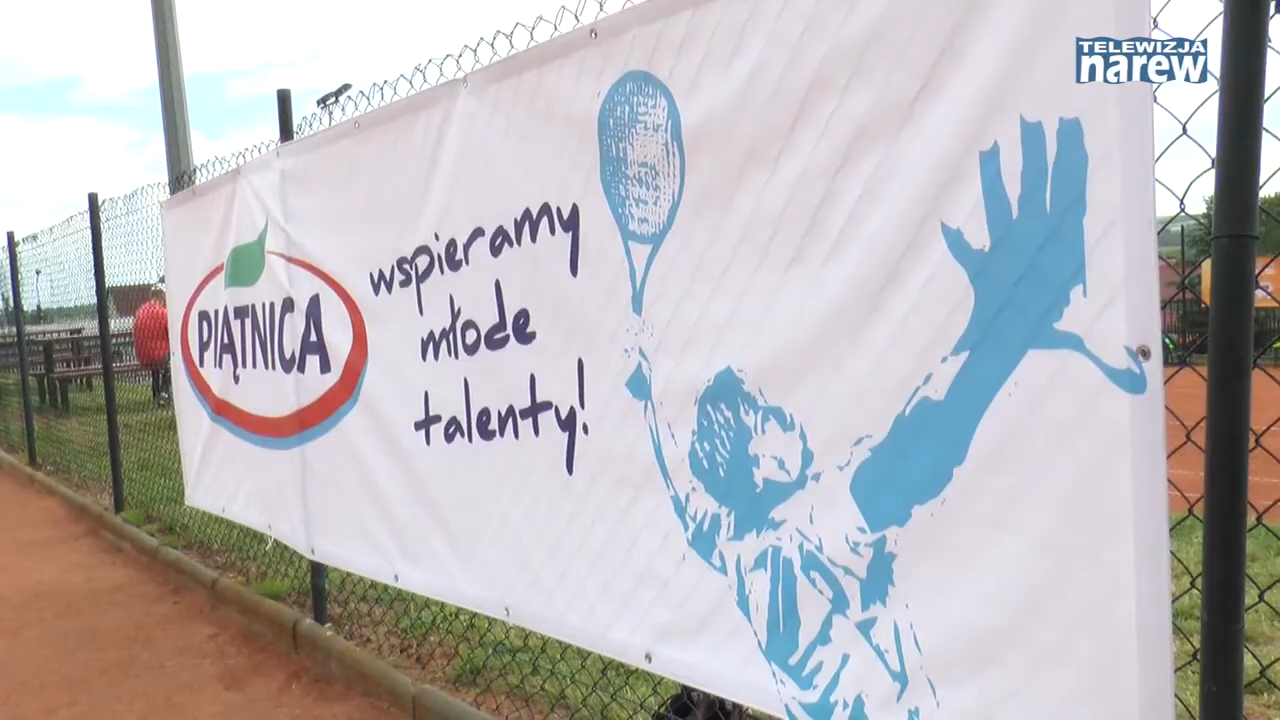 TELEWIZJA
narew
PIĄTNICA
wspieramy
młode
talenty!